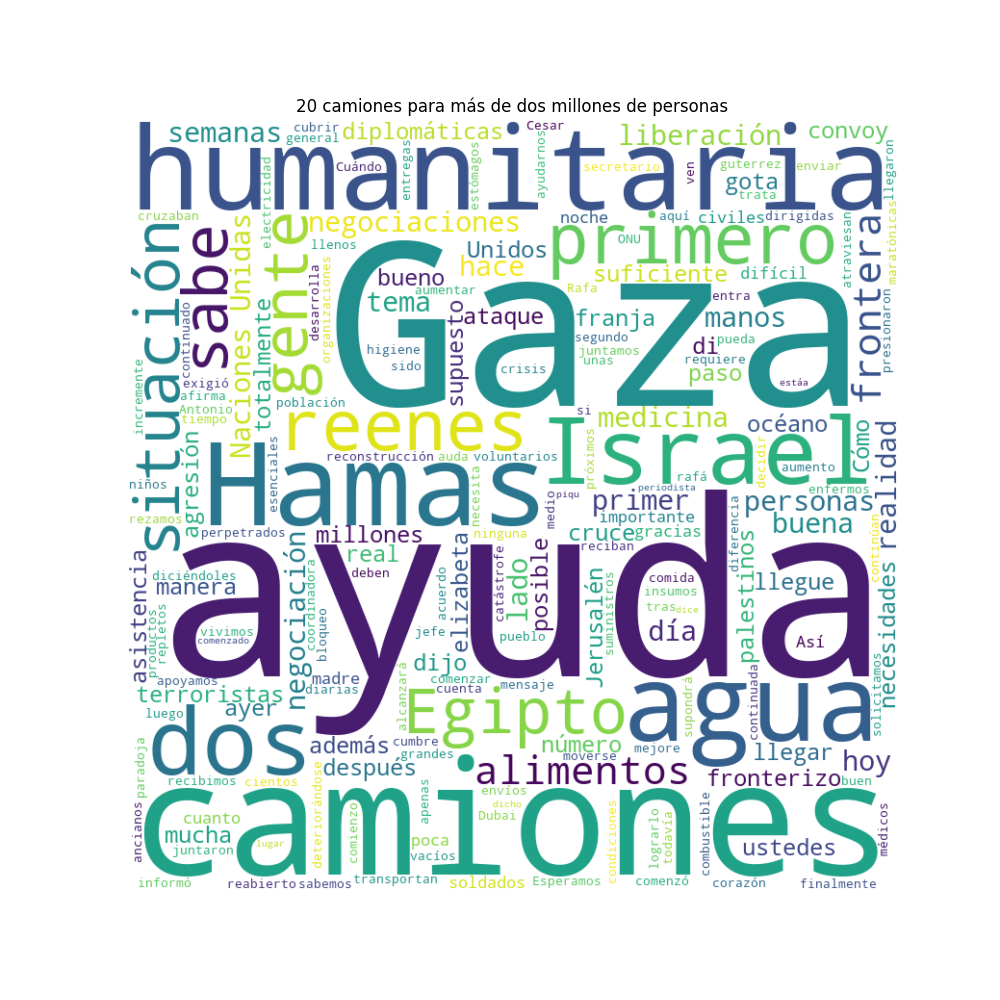 20 camiones para más de dos millones de personas
semanas
cubrir
general
diplomáticas
Cesar
liberación
convoy
humanitaria
Cuándo
electricidad
entregas
estómagos
ayudarnos
secretario
ven
guterrez
enviar
gota
trata
llegaron
cruzaban
situación
sabe
Naciones Unidas
gente
negociaciones
llenos
noche
Unidos
primero
ONU
aquí
civiles
dirigidas
atraviesan
frontera
maratónicas
bueno
hace
aumentar
suficiente
difícil
Rafa
organizaciones
desarrolla
continuado
exigió
totalmente
Gaza
tema
supuesto
ataque
franja
segundo
juntamos
unas
entra
manos
di
pueda
requiere
paso
presionaron
higiene
sido
crisis
estáa
incremente
afirma
Antonio
tiempo
población
reenes
si
medicina
océano
Israel
Cómo
realidad
agresión
niños
rezamos
esenciales
reconstrucción
auda
voluntarios
próximos
rafá
decidir
aumento
enfermos
periodista
Hamas
necesita
medio
piqu
primer
importante
personas
buena
perpetrados
millones
ninguna
cruce
gracias
reciban
diferencia
continúan
real
deben
ayuda
elizabeta
catástrofe
lado
posible
comida
insumos
tras
dice
día
Así
palestinos
llegue
necesidades
asistencia
diciéndoles
manera
negociación
coordinadora
bloqueo
acuerdo
jefe
pueblo
Jerusalén
suministros
vivimos
comenzado
productos
repletos
apoyamos
madre
diarias
dijo
comenzar
cuenta
mensaje
supondrá
continuada
solicitamos
terroristas
luego
ayer
alcanzará
Egipto
agua
dos
además
cumbre
grandes
después
número
moverse
mejore
llegar
hoy
paradoja
recibimos
cientos
alimentos
fronterizo
buen
camiones
envíos
dicho
Dubai
apenas
ancianos
cuanto
mucha
juntaron
lugar
deteriorándose
comienzo
poca
vacíos
condiciones
lograrlo
todavía
combustible
ustedes
médicos
informó
reabierto
sabemos
transportan
soldados
Esperamos
comenzó
corazón
finalmente